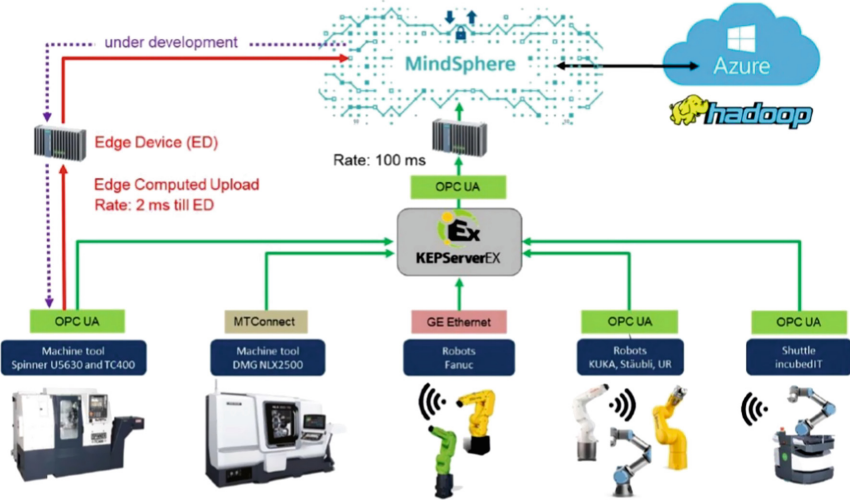 under development
MindSphere
Azure
hadoop
Edge Device (ED)
Rate: 100 ms
Edge Computed Upload
Rate: 2 ms till ED
OPC UA
Ex
KEPServerEX
OPC UA
MTConnect
GE Ethernet
OPC UA
OPC UA
Machine tool
Spinner U5630 and TC400
Machine tool
DMG NLX2500
Robots
Fanuc
Robots
KUKA, Stäubli, UR
Shuttle
incubedIT